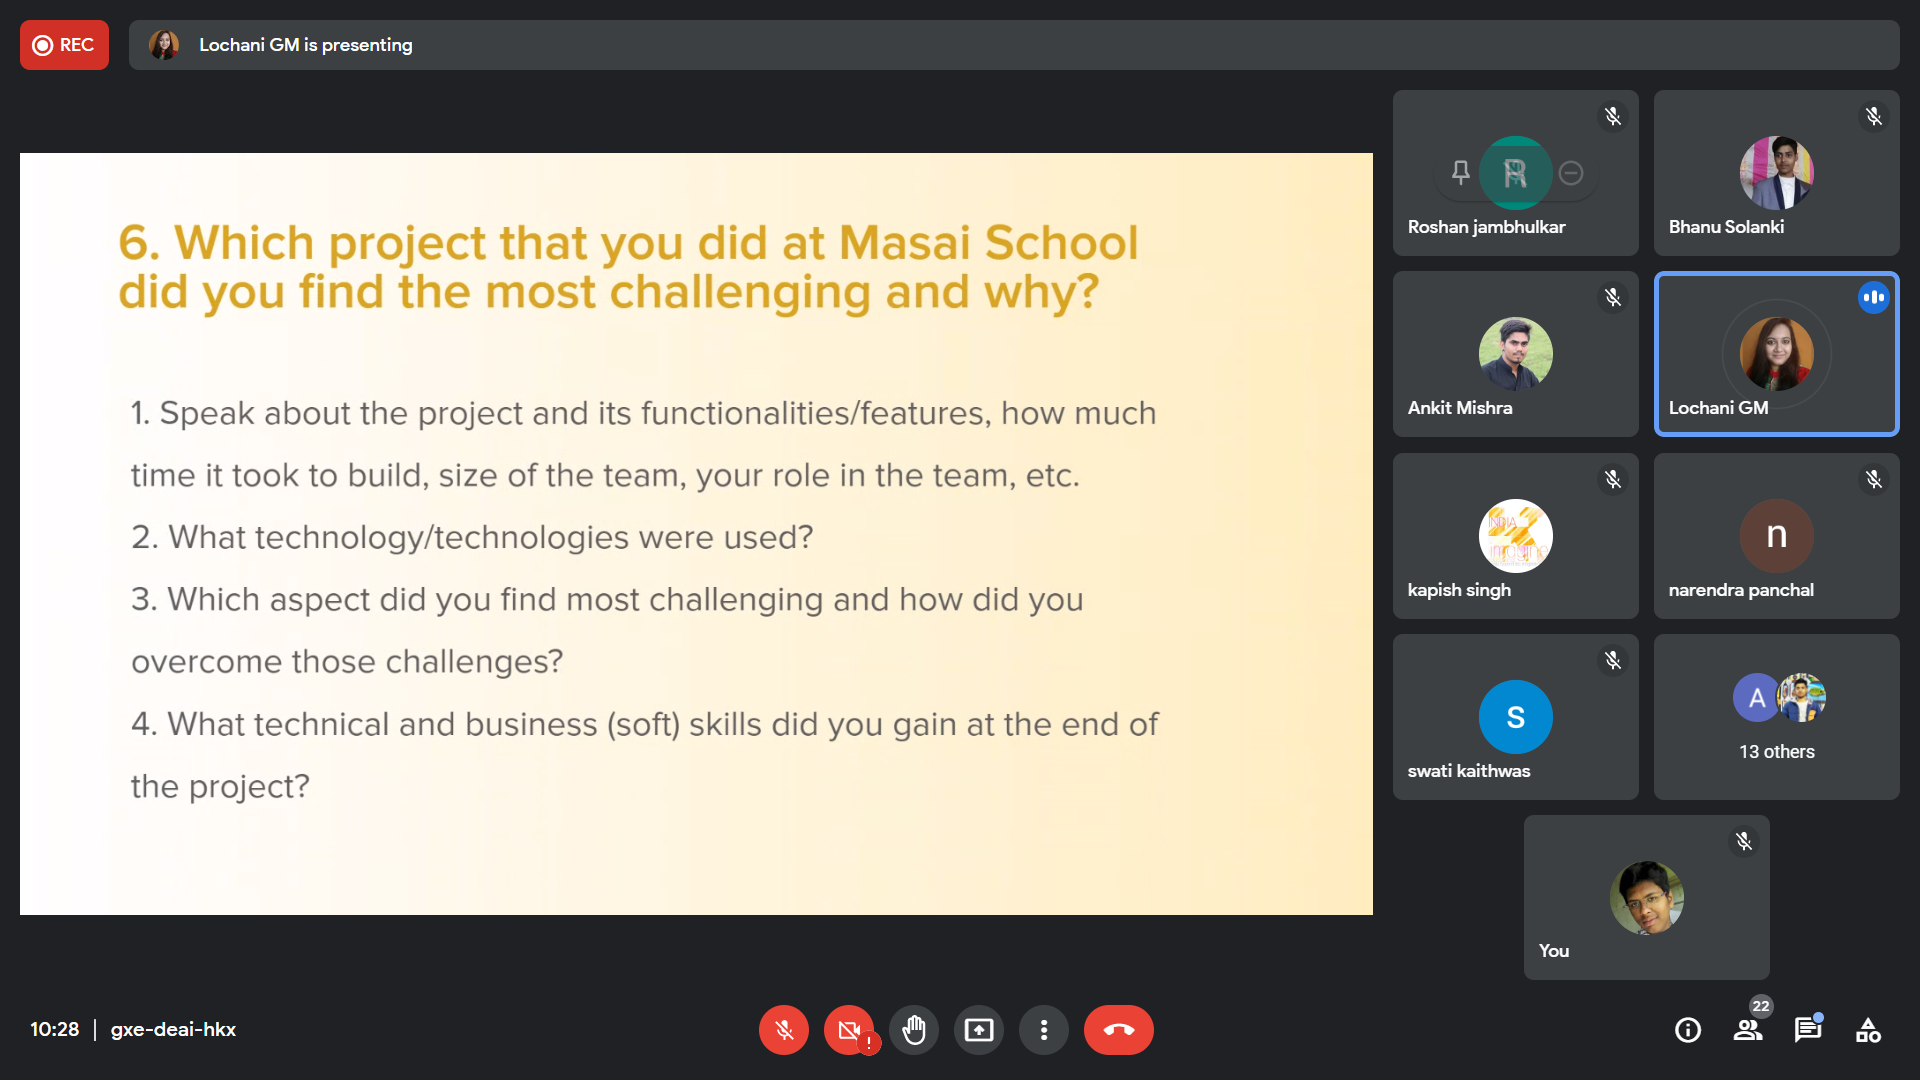 REC
Lochani GM is presenting
6. Which project that you did at Masai School
did you find the most challenging and why?
1. Speak about the project and its functionalities/features, how much
time it took to build, size of the team, your role in the team, etc.
2. What technology/technologies were used?
3. Which aspect did you find most challenging and how did you
overcome those challenges?
4. What technical and business (soft) skills did you gain at the end of
the project?
R
Roshan jambhulkar
Bhanu Solanki
Ankit Mishra
Lochani GM
INDIA
kapish singh
n
narendra panchal
S
swati kaithwas
A
13 others
You
10:28 | gxe-deai-hkx
!
22